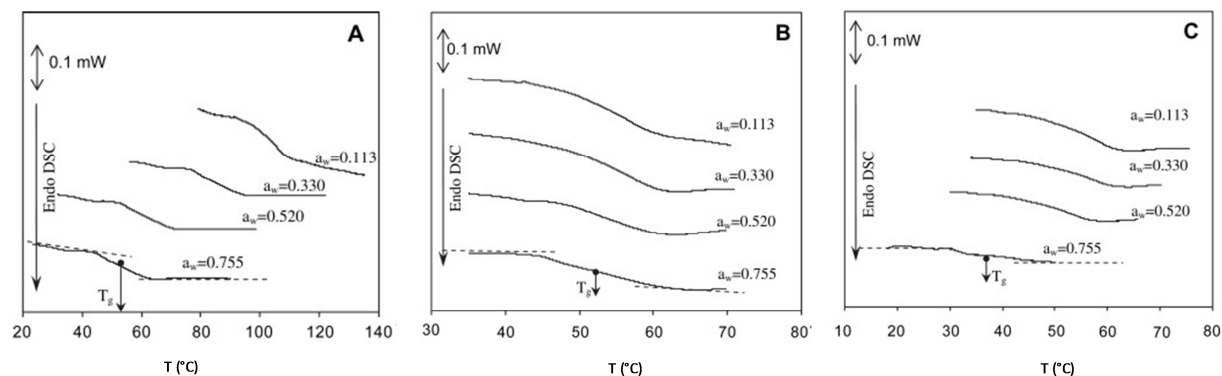 A
0.1 mW
Endo DSC
aw=0.113
aw=0.330
aw=0.520
aw=0.755
Tg
20 40 60 80 100 120 140
T (°C)
B
0.1 mW
Endo DSC
aw=0.113
aw=0.330
aw=0.520
aw=0.755
Tg
30 40 50 60 70 80
T (°C)
C
0.1 mW
Endo DSC
aw=0.113
aw=0.330
aw=0.520
aw=0.755
Tg
10 20 30 40 50 60 70 80
T (°C)